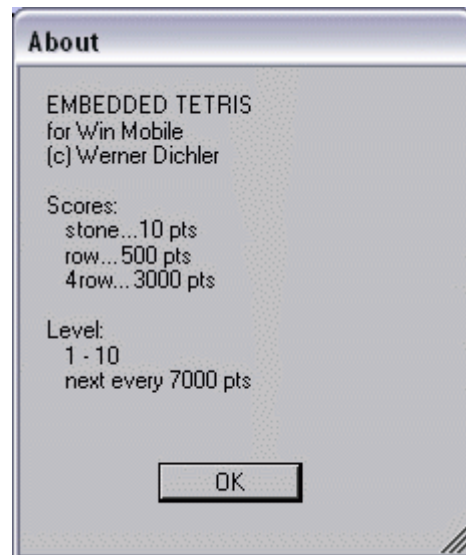 About
EMBEDDED TETRIS
for Win Mobile
(c) Werner Dichler
Scores:
stone...10 pts
row...500 pts
4row...3000 pts
Level:
1 - 10
next every 7000 pts
OK